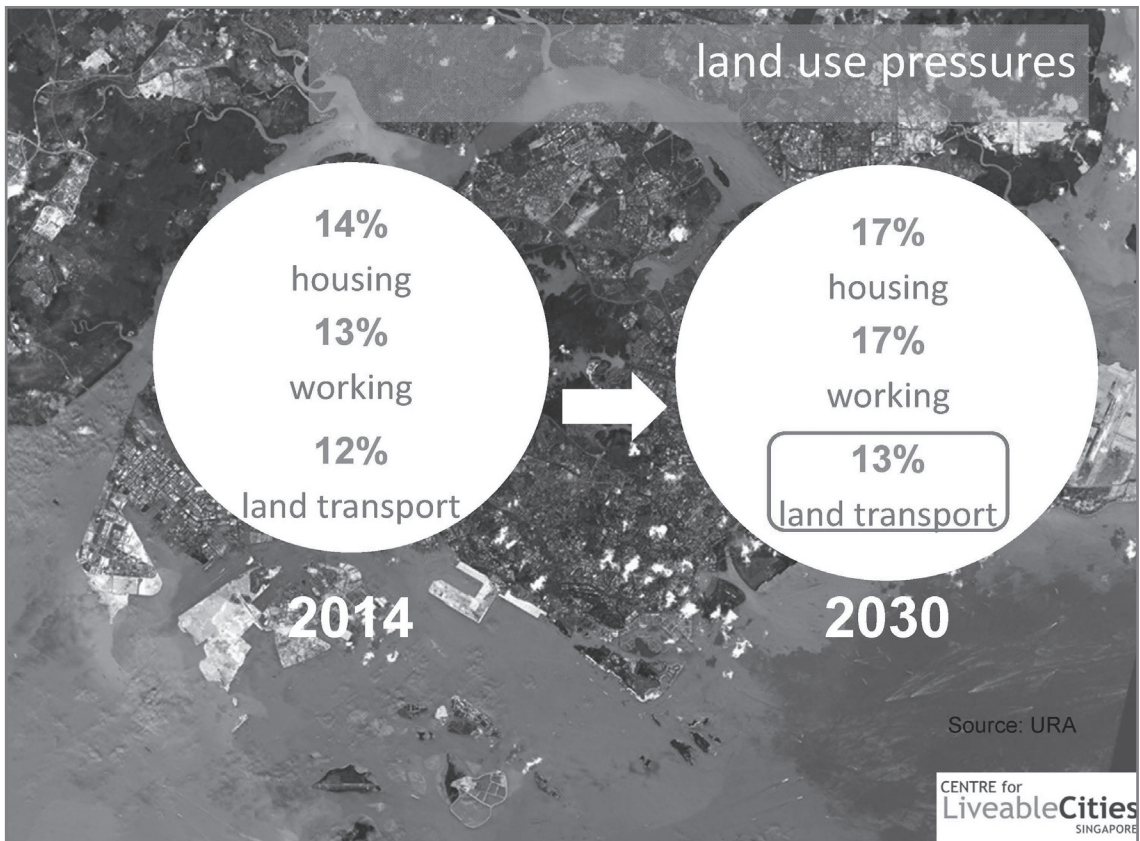 land use pressures
14%
housing
13%
working
12%
land transport
2014
17%
housing
17%
working
13%
land transport
2030
Source: URA
CENTRE for
LiveableCities
SINGAPORE